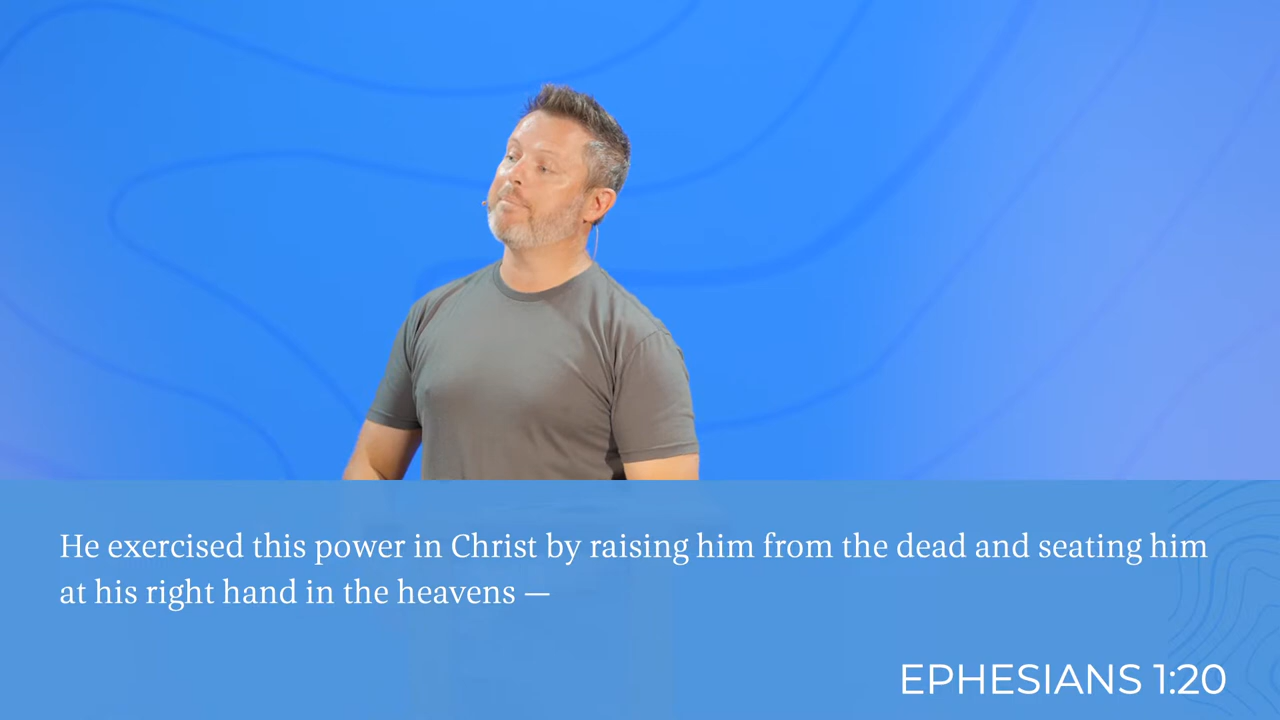 He exercised this power in Christ by raising him from the dead and seating him
at his right hand in the heavens —
EPHESIANS 1:20